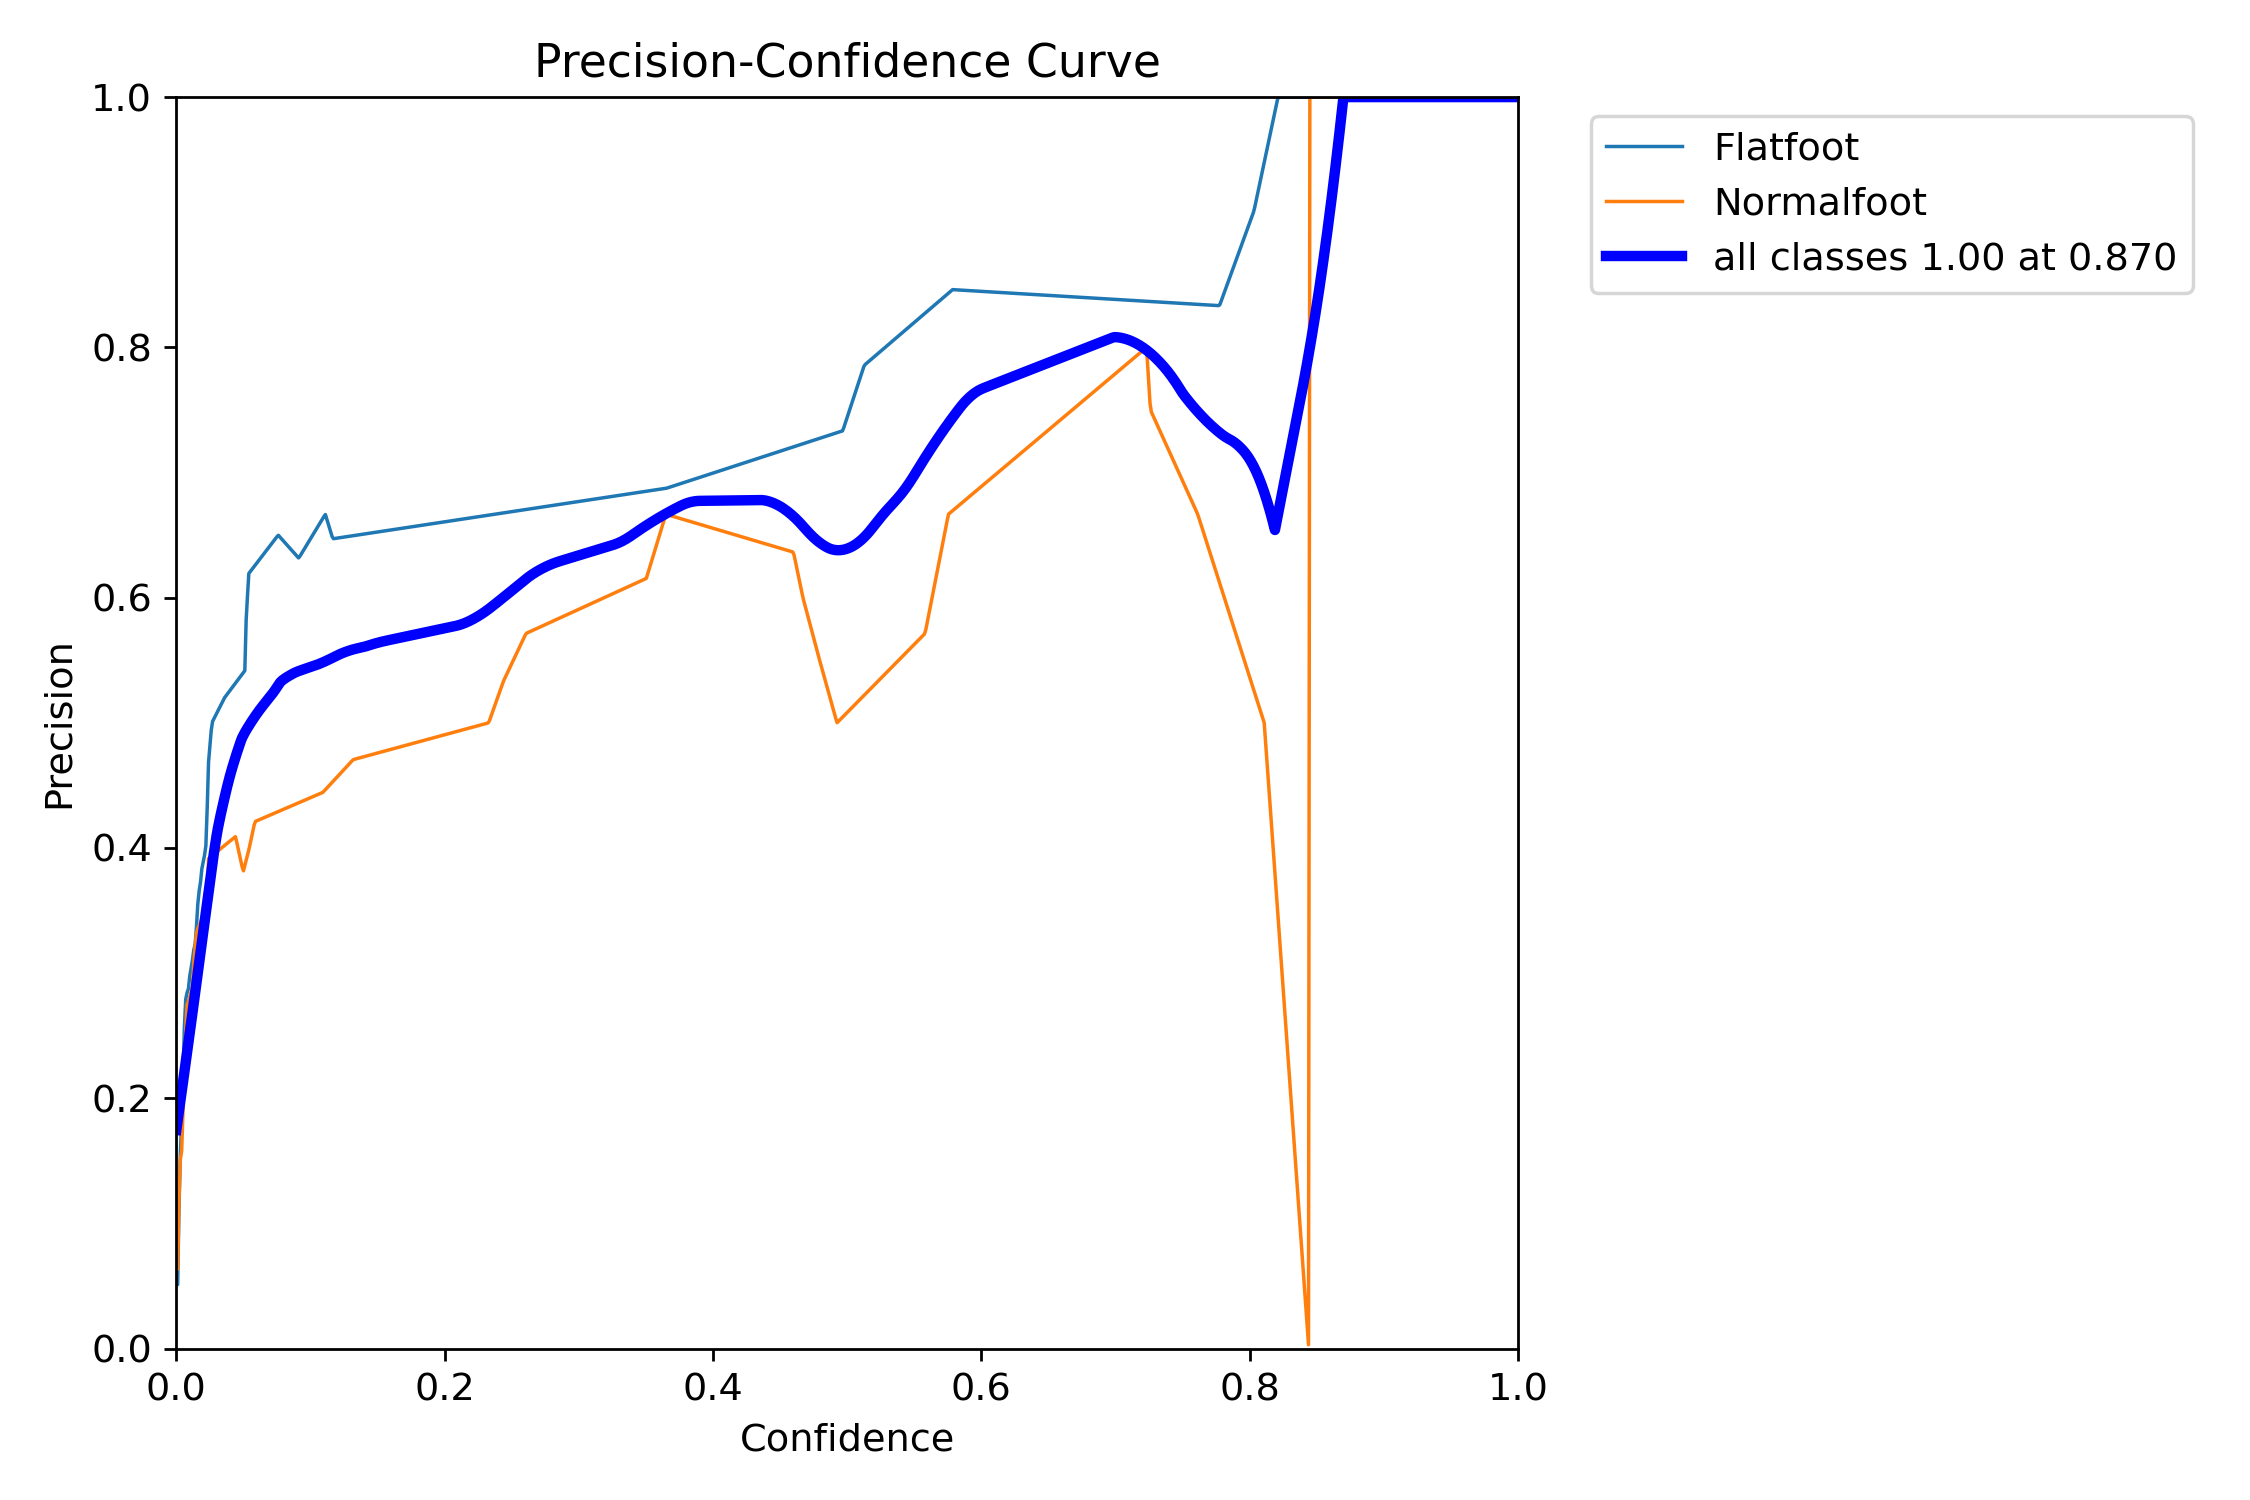 Precision-Confidence Curve
1.0
0.8
0.6
0.4
0.2
0.0
Precision
0.0 0.2 0.4 0.6 0.8 1.0
Confidence
Flatfoot
Normalfoot
all classes 1.00 at 0.870